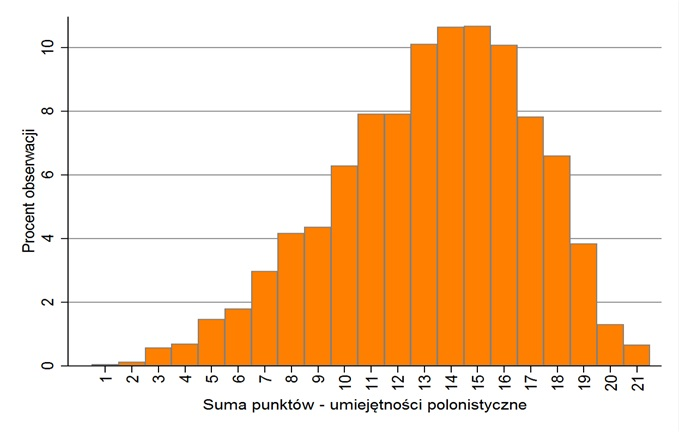 Procent obserwacji
10
8
6
4
2
0
1 2 3 4 5 6 7 8 9 10 11 12 13 14 15 16 17 18 19 20 21
Suma punktów - umiejętności polonistyczne